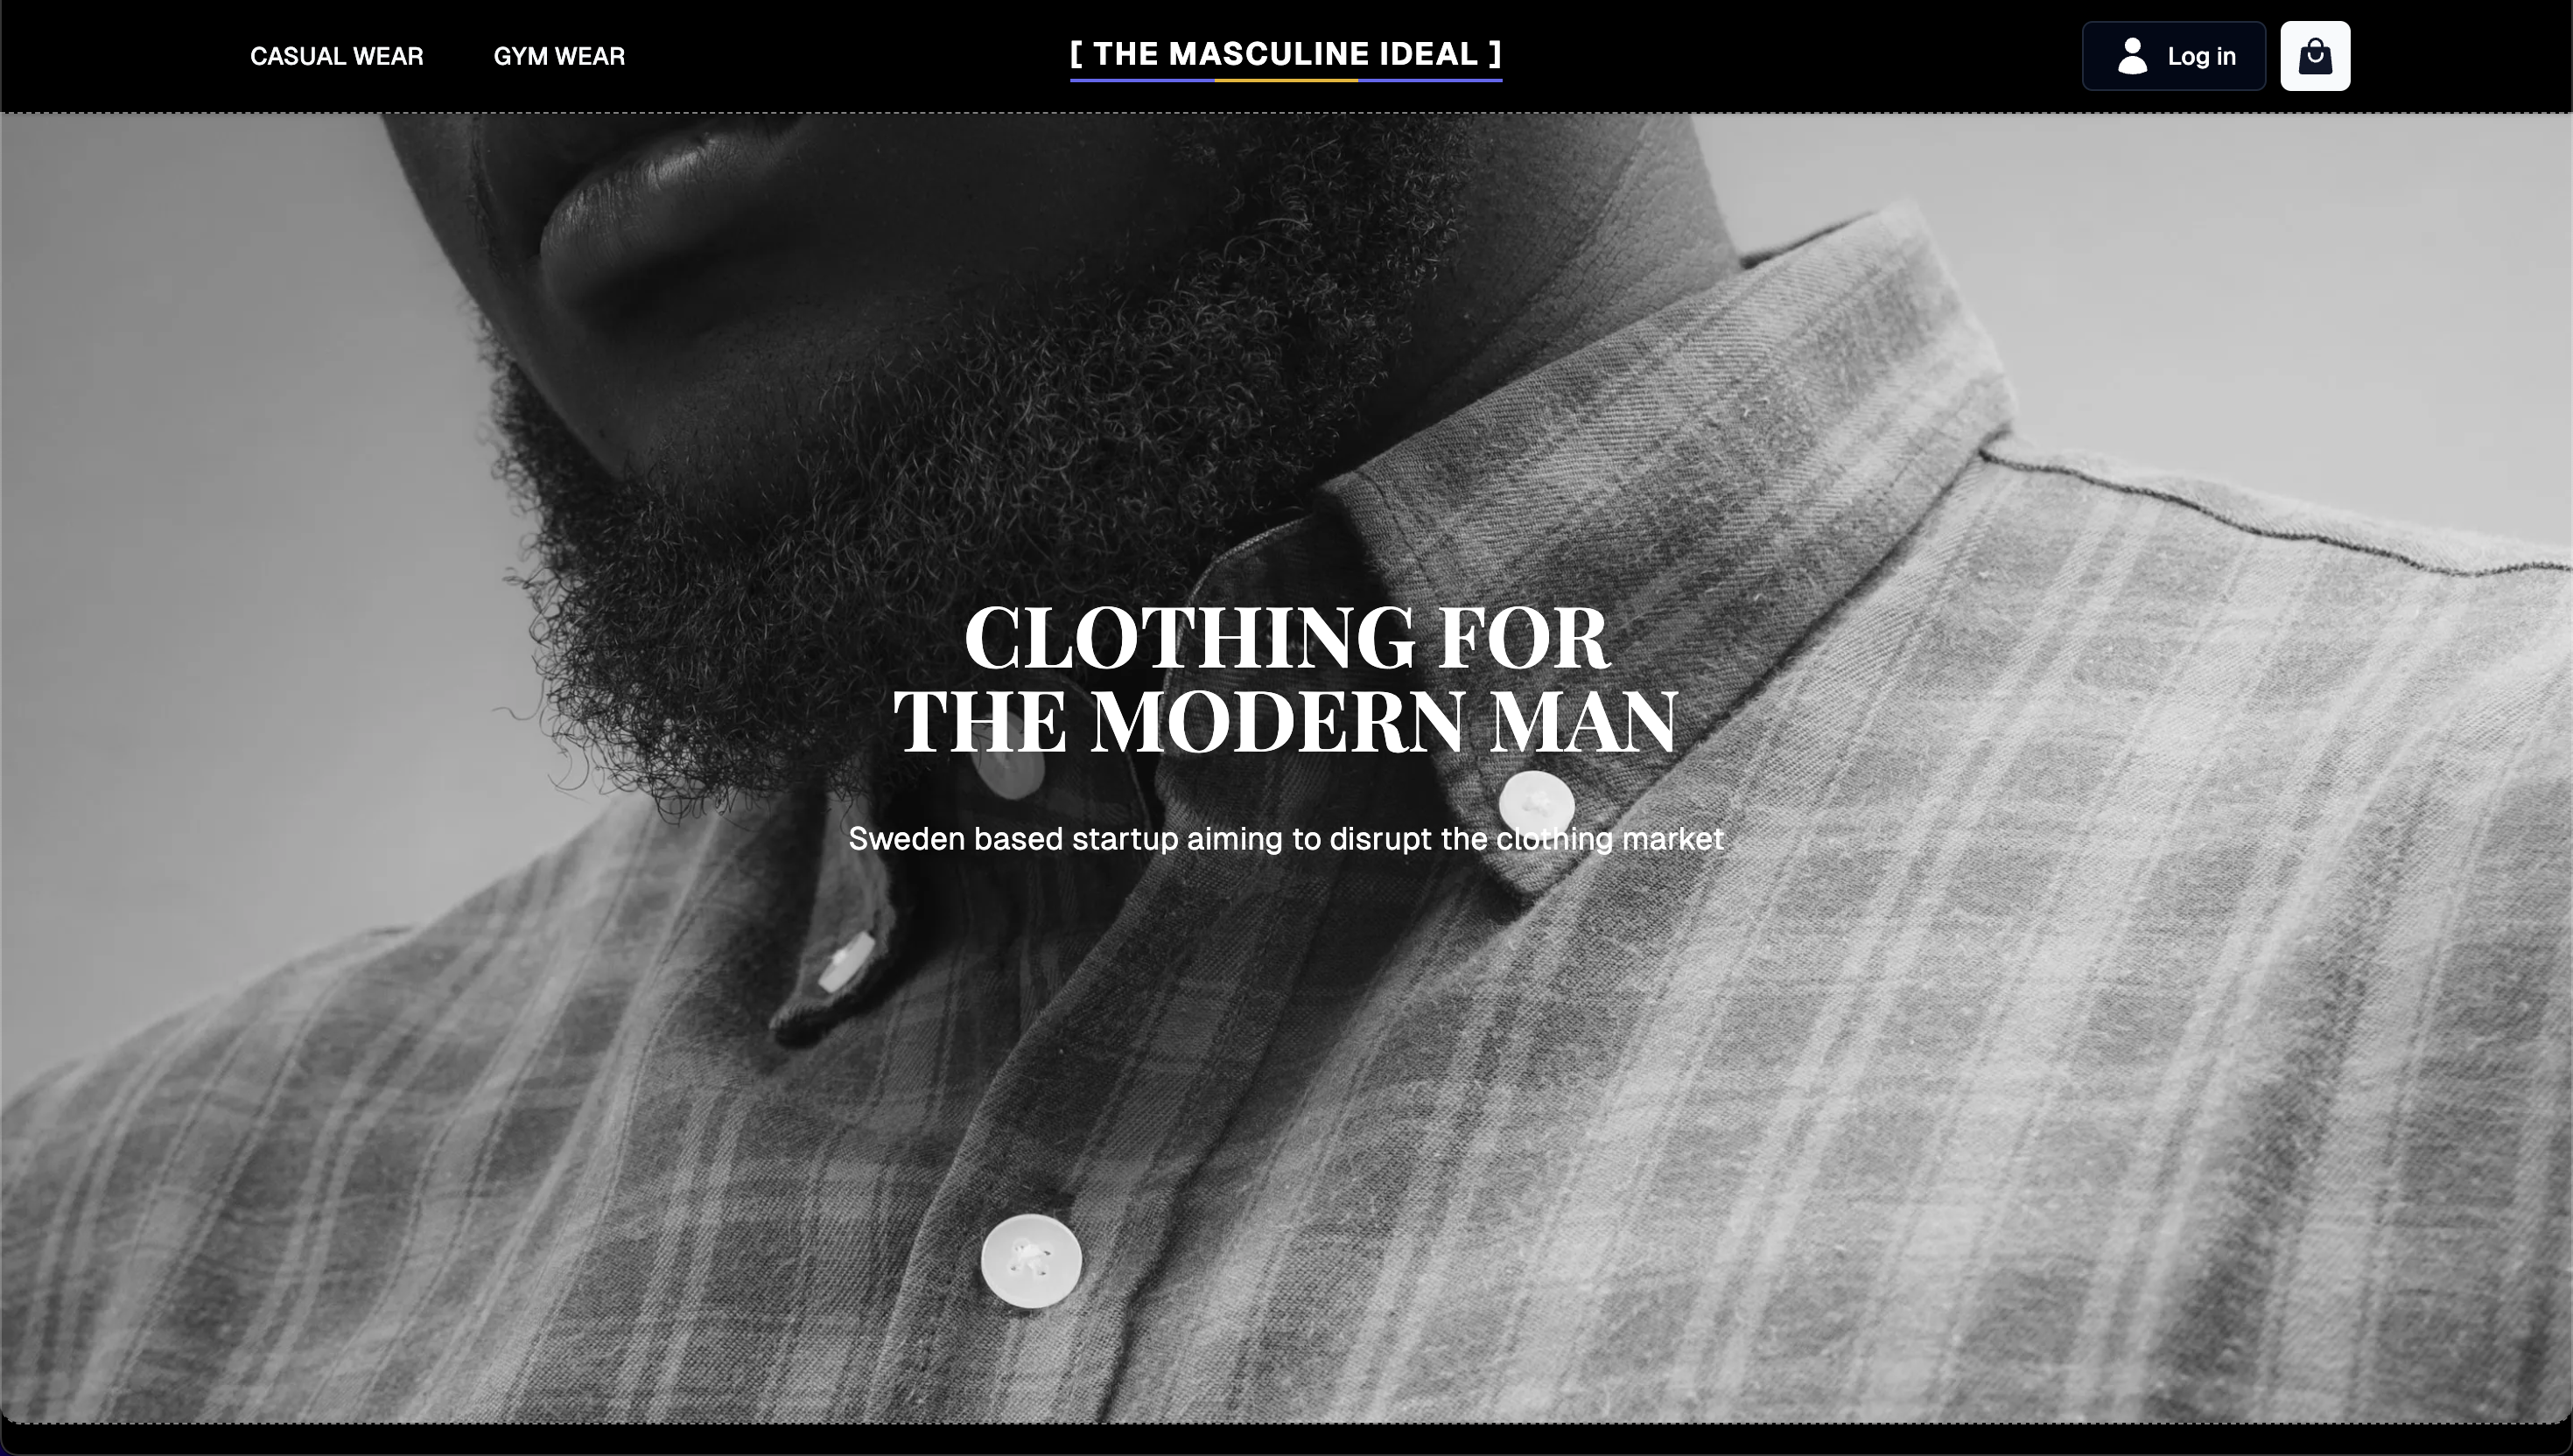 CASUAL WEAR GYM WEAR [ THE MASCULINE IDEAL ] Log in
CLOTHING FOR
THE MODERN MAN
Sweden based startup aiming to disrupt the clothing market